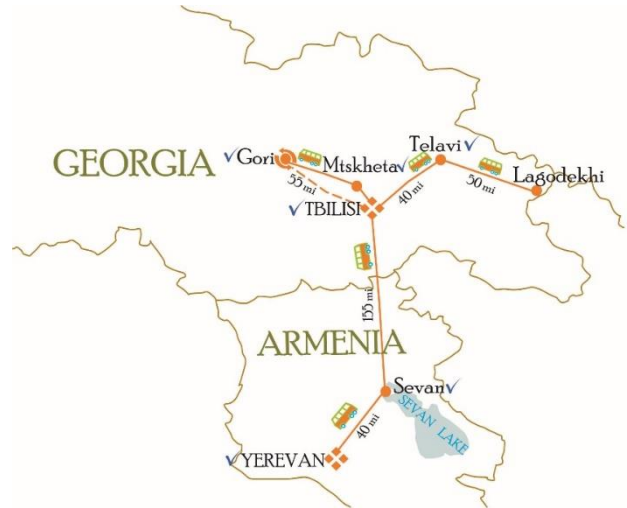 GEORGIA
Gori
Mtskheta
Telavi
Lagodekhi
55 mi
TBILISI
40 mi
50 mi
155 mi
ARMENIA
Sevan
SEVAN LAKE
40 mi
YEREVAN